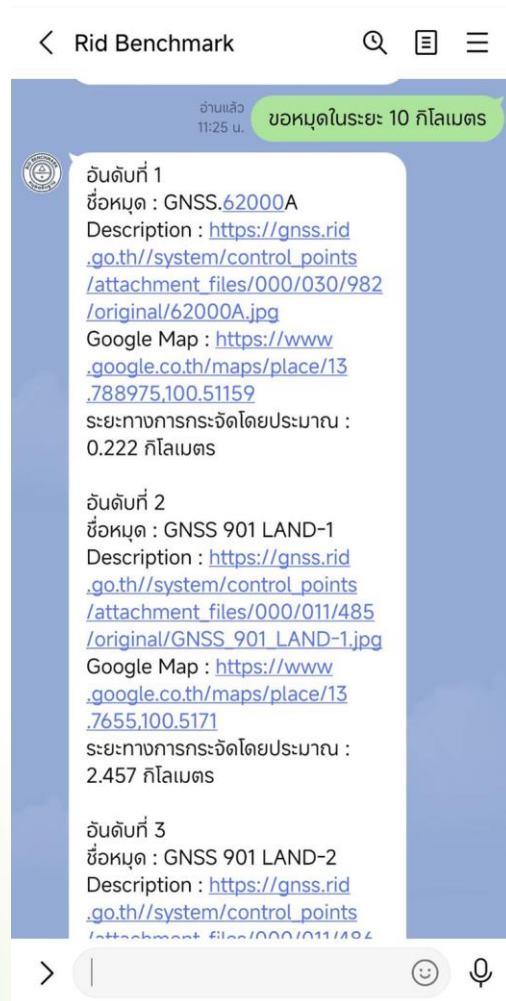 Rid Benchmark
อ่านแล้ว
11:25 น.
ขอหมุดในระยะ 10 กิโลเมตร
อันดับที่ 1
ชื่อหมุด : GNSS.62000A
Description : https://gnss.rid
.go.th//system/control_points
/attachment_files/000/030/982
/original/62000A.jpg
Google Map : https://www
.google.co.th/maps/place/13
.788975,100.51159
ระยะทางการกระจัดโดยประมาณ :
0.222 กิโลเมตร
อันดับที่ 2
ชื่อหมุด : GNSS 901 LAND-1
Description : https://gnss.rid
.go.th//system/control_points
/attachment_files/000/011/485
/original/GNSS_901_LAND-1.jpg
Google Map : https://www
.google.co.th/maps/place/13
.7655,100.5171
ระยะทางการกระจัดโดยประมาณ :
2.457 กิโลเมตร
อันดับที่ 3
ชื่อหมุด : GNSS 901 LAND-2
Description : https://gnss.rid
.go.th//system/control_points
/attachment_files/000/011/486